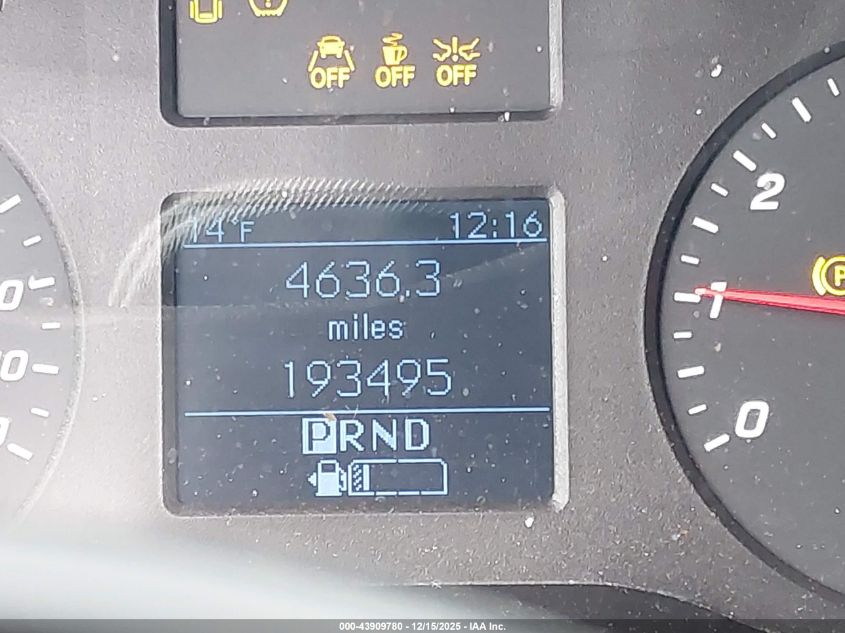 OFF OFF OFF
14°F 12:16
4636.3
miles
193495
PRND
2
1
0
P
000-43909780 - 12/15/2025 - IAA Inc.